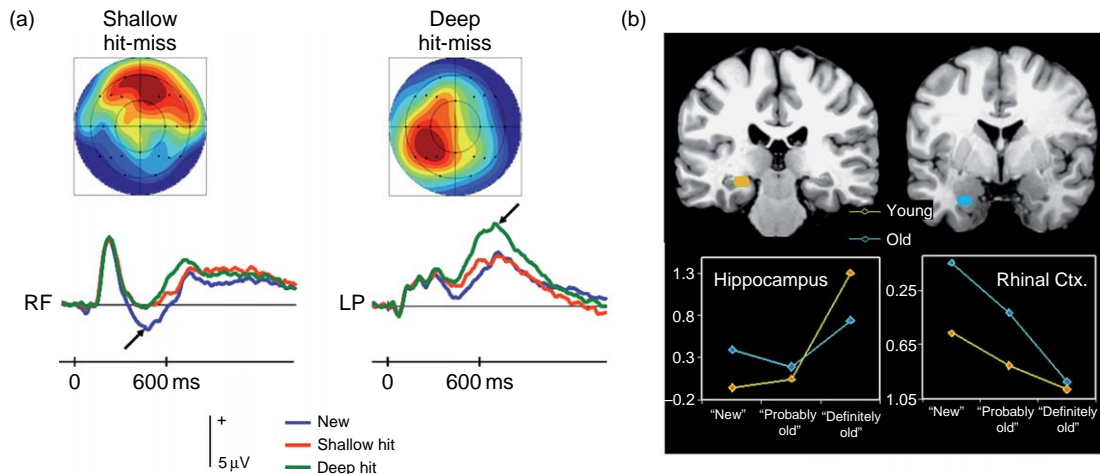 (a)
Shallow
hit-miss
Deep
hit-miss
RF
LP
0
600 ms
0
600 ms
+
5 μV
New
Shallow hit
Deep hit
(b)
Young
Old
Hippocampus
1.3
0.8
0.3
–0.2
“New”
“Probably
old”
“Definitely
old”
Rhinal Ctx.
0.25
0.65
1.05
“New”
“Probably
old”
“Definitely
old”